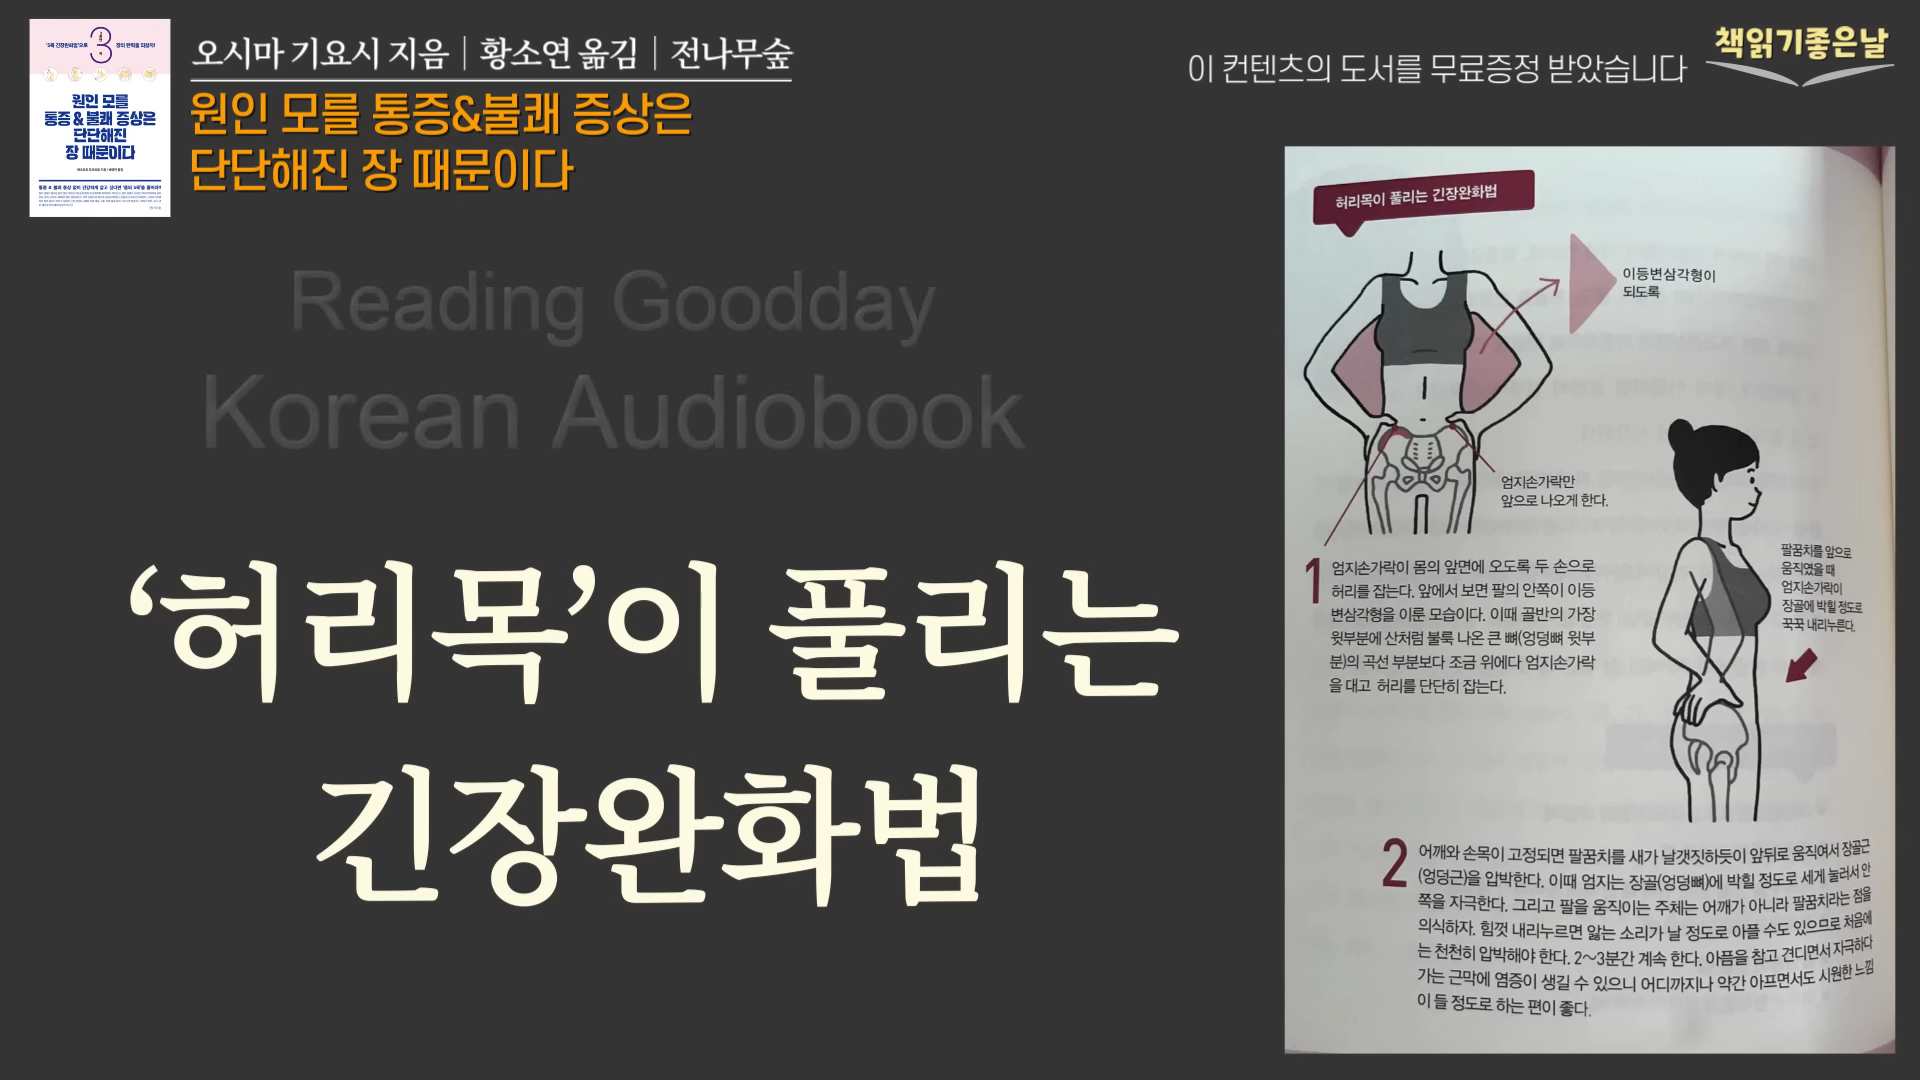 '5목 긴장완화법'으로 3 장의 탄력을 되살려!
원인 모를
통증 & 불쾌 증상은
단단해진
장 때문이다
오시마 기요시 지음 | 황소연 옮김 | 전나무숲
원인 모를 통증&불쾌 증상은
단단해진 장 때문이다
이 컨텐츠의 도서를 무료증정 받았습니다
책읽기좋은날
Reading Goodday
Korean Audiobook
‘허리목’이 풀리는
긴장완화법
허리목이 풀리는 긴장완화법
이등변삼각형이
되도록
엄지손가락만
앞으로 나오게 한다.
1 엄지손가락이 몸의 앞면에 오도록 두 손으로
허리를 잡는다. 앞에서 보면 팔의 안쪽이 이등
변삼각형을 이룬 모습이다. 이때 골반의 가장
윗부분에 산처럼 불룩 나온 큰 뼈(엉덩뼈 윗부
분)의 곡선 부분보다 조금 위에다 엄지손가락
을 대고 허리를 단단히 잡는다.
팔꿈치를 앞으로
움직였을 때
엄지손가락이
장골에 박힐 정도로
꾹꾹 내리누른다.
2 어깨와 손목이 고정되면 팔꿈치를 새가 날갯짓하듯이 앞뒤로 움직여서 장골근
(엉덩근)을 압박한다. 이때 엄지는 장골(엉덩뼈)에 박힐 정도로 세게 눌러서 안
쪽을 자극한다. 그리고 팔을 움직이는 주체는 어깨가 아니라 팔꿈치라는 점을
의식하자. 힘껏 내리누르면 앓는 소리가 날 정도로 아플 수도 있으므로 처음에
는 천천히 압박해야 한다. 2~3분간 계속 한다. 아픔을 참고 견디면서 자극하다
가는 근막에 염증이 생길 수 있으니 어디까지나 약간 아프면서도 시원한 느낌
이 들 정도로 하는 편이 좋다.